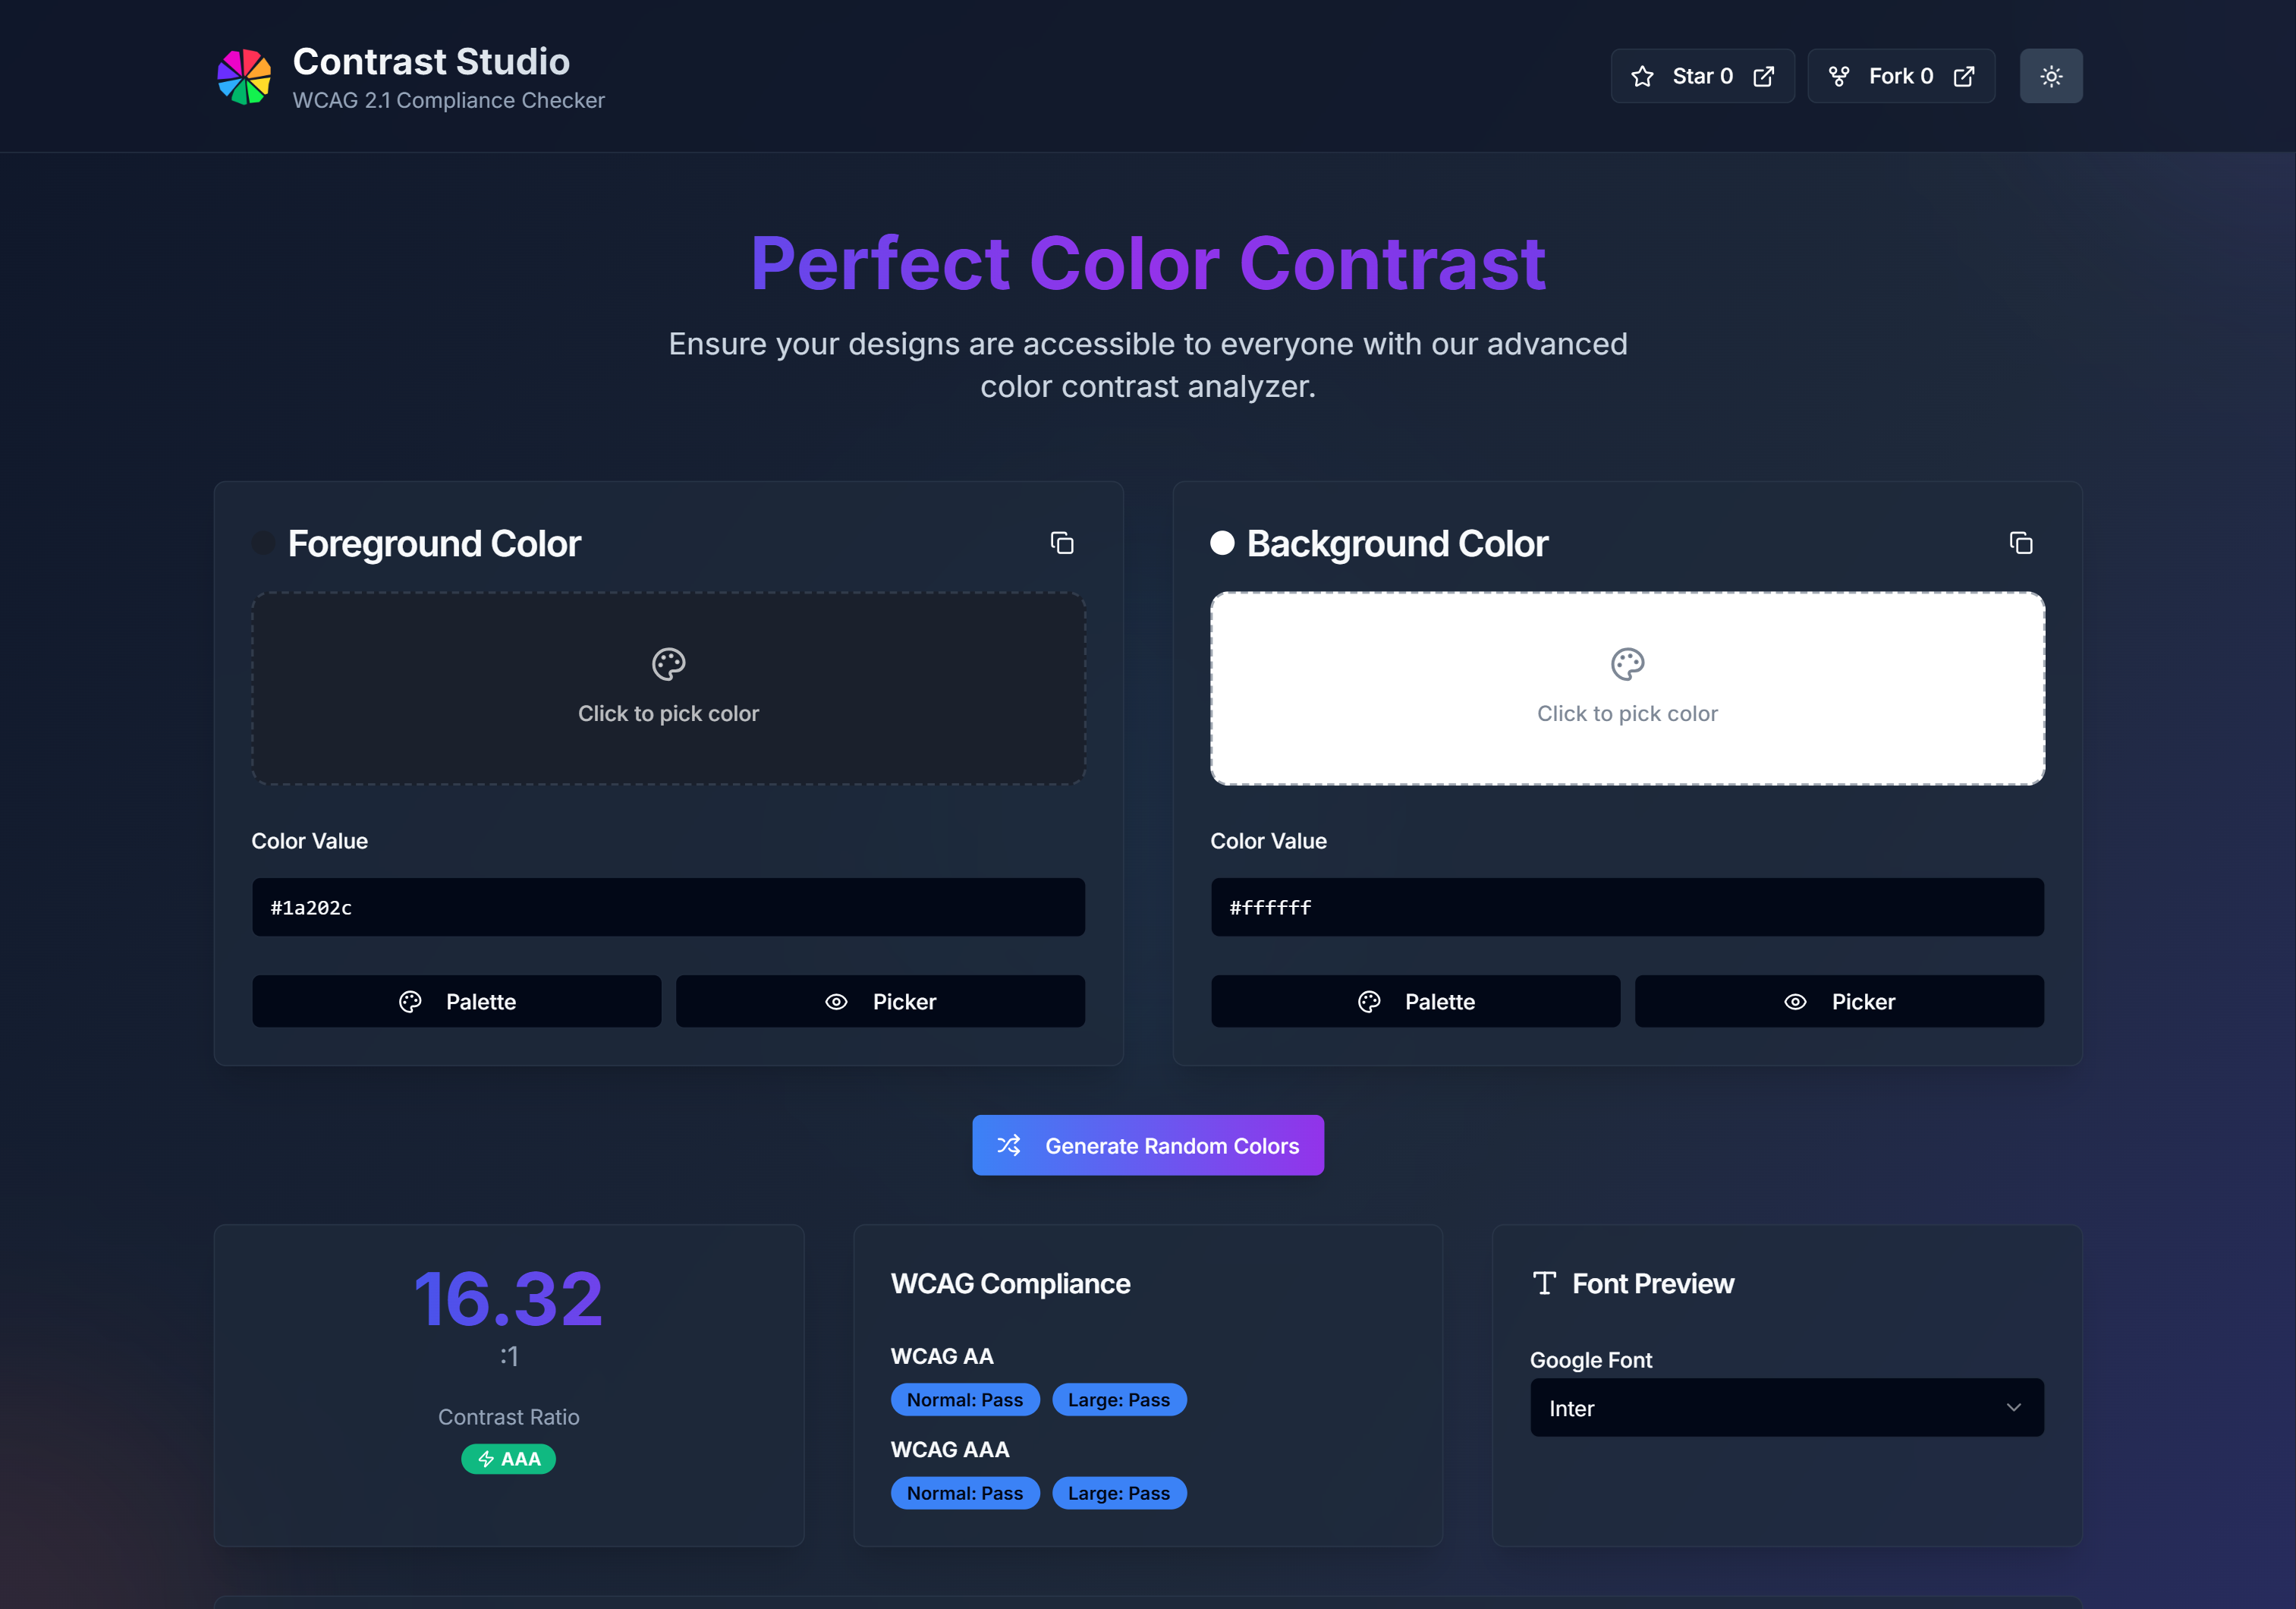 Contrast Studio
WCAG 2.1 Compliance Checker
Star 0
Fork 0
Perfect Color Contrast
Ensure your designs are accessible to everyone with our advanced
color contrast analyzer.
Foreground Color
Click to pick color
Color Value
#1a202c
Palette
Picker
Background Color
Click to pick color
Color Value
#ffffff
Palette
Picker
Generate Random Colors
16.32
:1
Contrast Ratio
AAA
WCAG Compliance
WCAG AA
Normal: Pass
Large: Pass
WCAG AAA
Normal: Pass
Large: Pass
Font Preview
Google Font
Inter